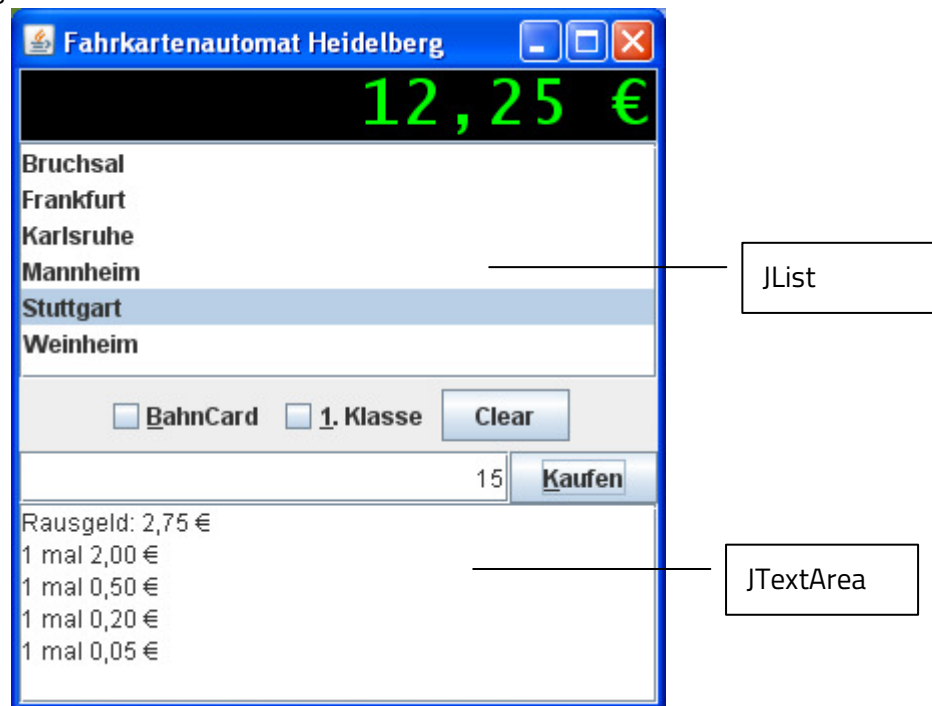 Fahrkartenautomat Heidelberg
12,25 €
Bruchsal
Frankfurt
Karlsruhe
Mannheim
JList
Stuttgart
Weinheim
BahnCard 1. Klasse Clear
15 Kaufen
Rausgeld: 2,75 €
1 mal 2,00 €
1 mal 0,50 €
JTextArea
1 mal 0,20 €
1 mal 0,05 €